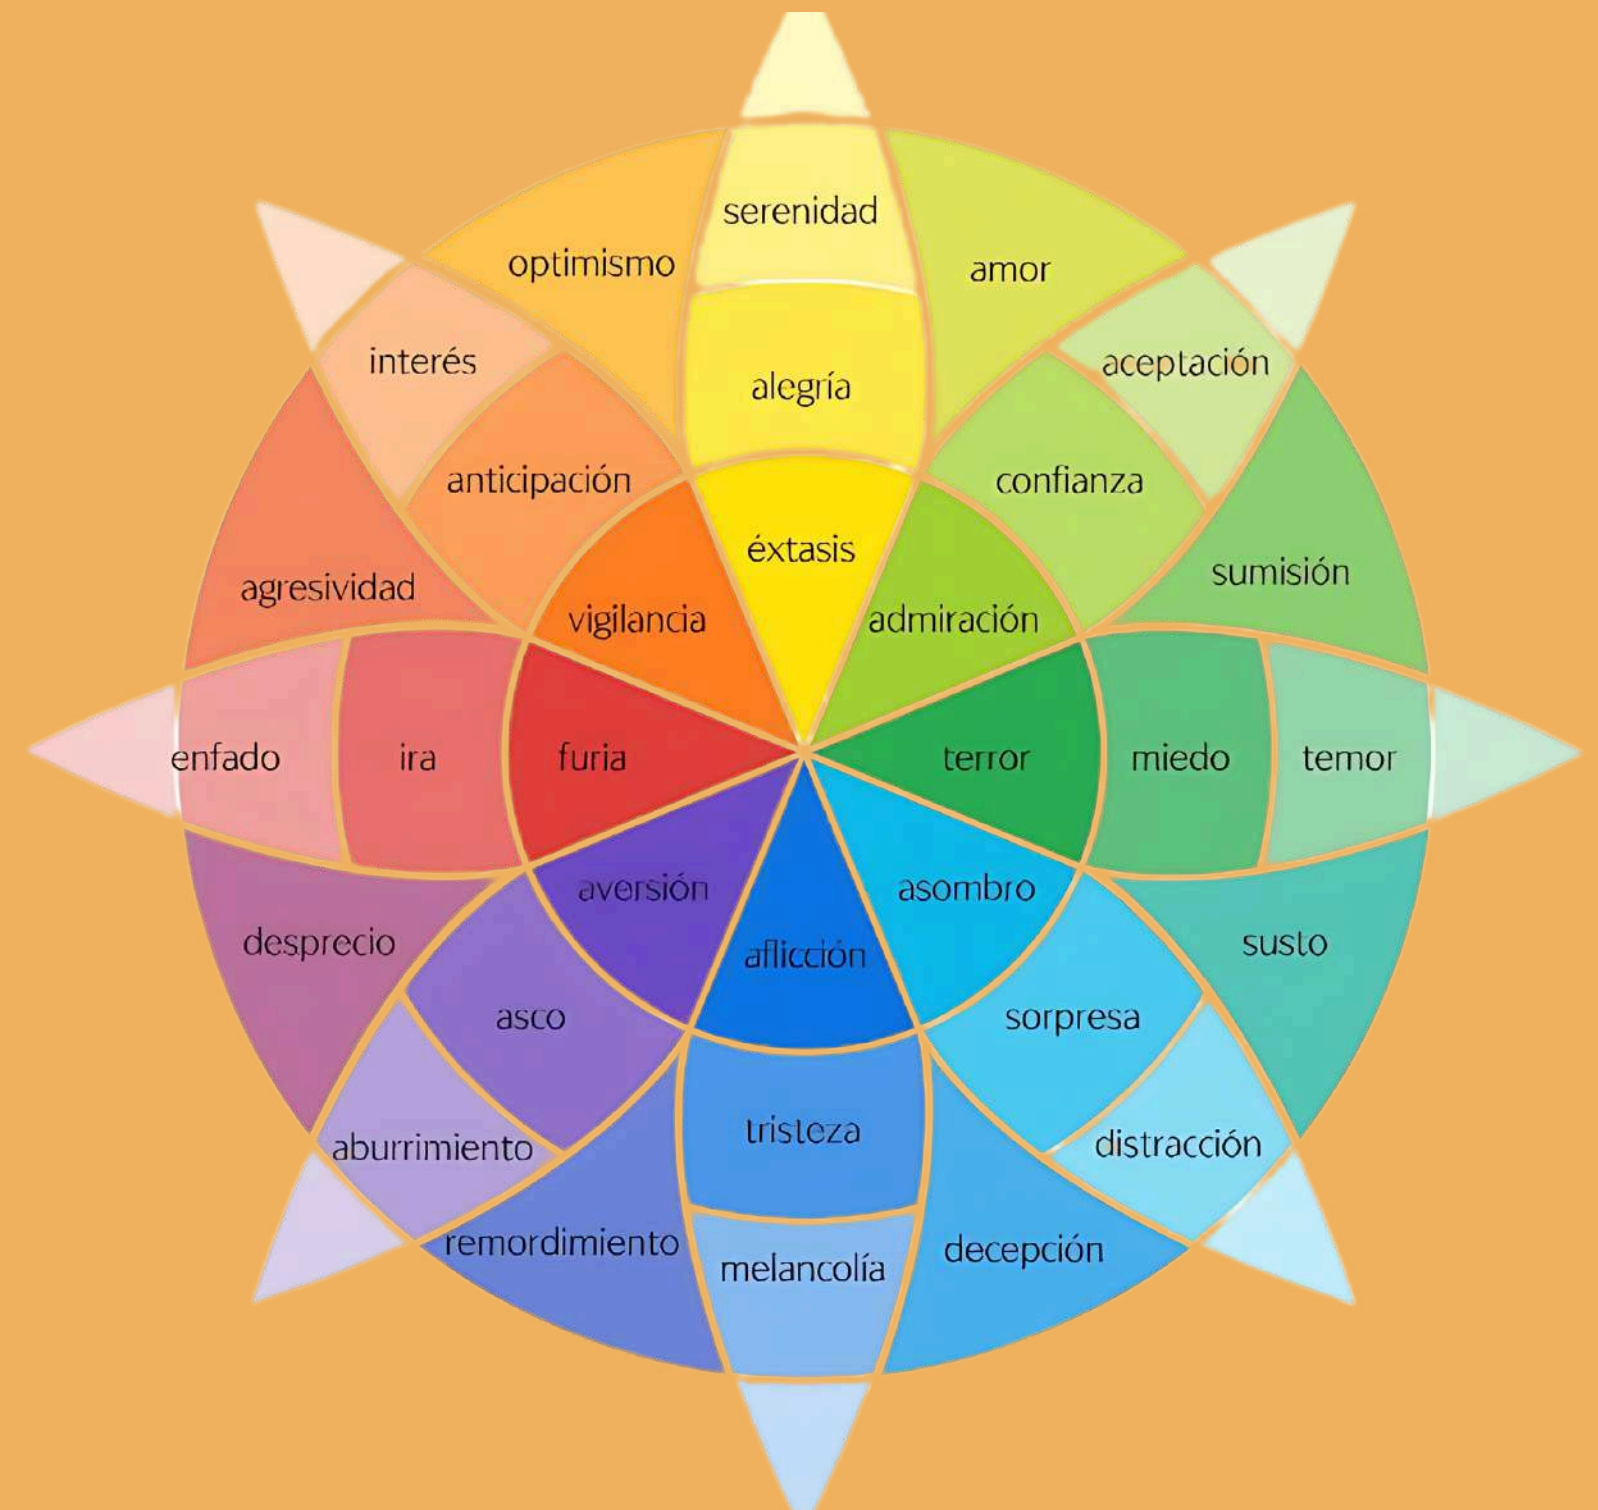 serenidad
optimismo
amor
interés
aceptación
alegría
anticipación
confianza
éxtasis
sumisión
agresividad
vigilancia
admiración
enfado
ira
furia
terror
miedo
temor
aversión
asombro
desprecio
aflicción
susto
asco
sorpresa
tristeza
aburrimiento
distracción
remordimiento
melancolía
decepción